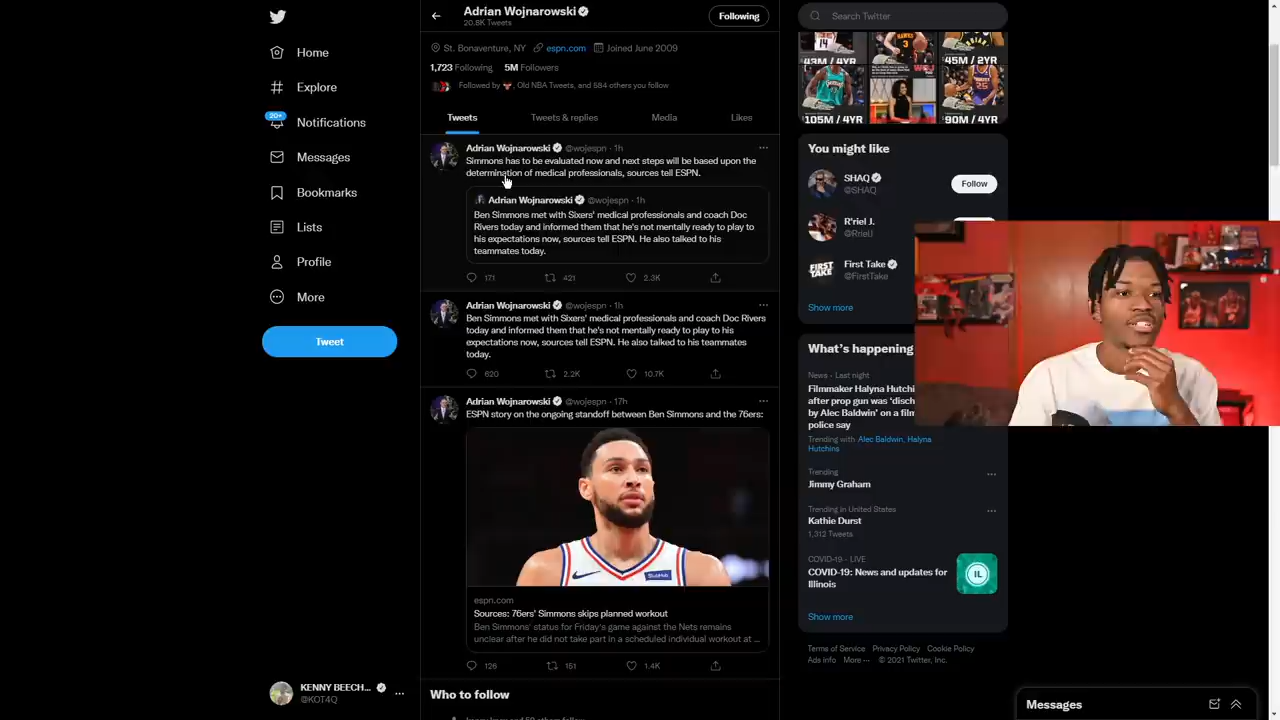 Adrian Wojnarowski
20.8K Tweets
Following
St. Bonaventure, NY espn.com Joined June 2009
1,723 Following 5M Followers
Followed by Old NBA Tweets, and 584 others you follow
Tweets Tweets & replies Media Likes
Adrian Wojnarowski @wojespn · 1h
Simmons has to be evaluated now and next steps will be based upon the
determination of medical professionals, sources tell ESPN.
Adrian Wojnarowski @wojespn · 1h
Ben Simmons met with Sixers' medical professionals and coach Doc
Rivers today and informed them that he's not mentally ready to play to
his expectations now, sources tell ESPN. He also talked to his
teammates today.
171 421 2.3K
Adrian Wojnarowski @wojespn · 1h
Ben Simmons met with Sixers' medical professionals and coach Doc Rivers
today and informed them that he's not mentally ready to play to his
expectations now, sources tell ESPN. He also talked to his teammates
today.
620 2.2K 10.7K
Adrian Wojnarowski @wojespn · 17h
ESPN story on the ongoing standoff between Ben Simmons and the 76ers:
espn.com
Sources: 76ers' Simmons skips planned workout
Ben Simmons' status for Friday's game against the Nets remains
unclear after he did not take part in a scheduled individual workout at ...
126 151 1.4K
Who to follow
Home
Explore
20+
Notifications
Messages
Bookmarks
Lists
Profile
More
Tweet
KENNY BEECH...
@KOT4Q
Search Twitter
43M / 2YR
45M / 2YR
105M / 4YR
90M / 4YR
You might like
SHAQ
@SHAQ
Follow
R'riel J.
@RrielJ
FIRST TAKE
First Take
@FirstTake
Show more
What's happening
News · Last night
Filmmaker Halyna Hutchi
after prop gun was 'disch
by Alec Baldwin' on a film
police say
Trending with Alec Baldwin, Halyna
Hutchins
Trending
Jimmy Graham
Trending in United States
Kathie Durst
1,312 Tweets
COVID-19 · LIVE
COVID-19: News and updates for
Illinois
IL
Show more
Terms of Service Privacy Policy Cookie Policy
Ads info More ··· © 2021 Twitter, Inc.
Messages